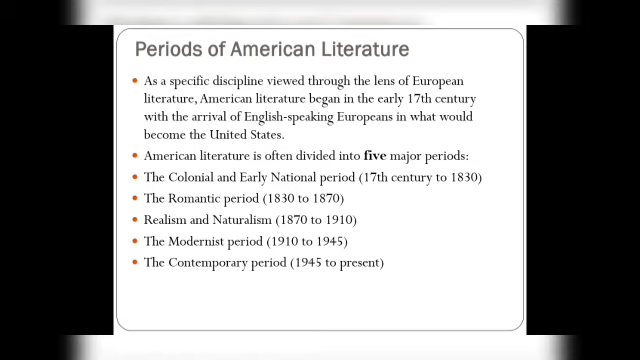 Periods of American Literature
As a specific discipline viewed through the lens of European
literature, American literature began in the early 17th century
with the arrival of English-speaking Europeans in what would
become the United States.
American literature is often divided into five major periods:
The Colonial and Early National period (17th century to 1830)
The Romantic period (1830 to 1870)
Realism and Naturalism (1870 to 1910)
The Modernist period (1910 to 1945)
The Contemporary period (1945 to present)